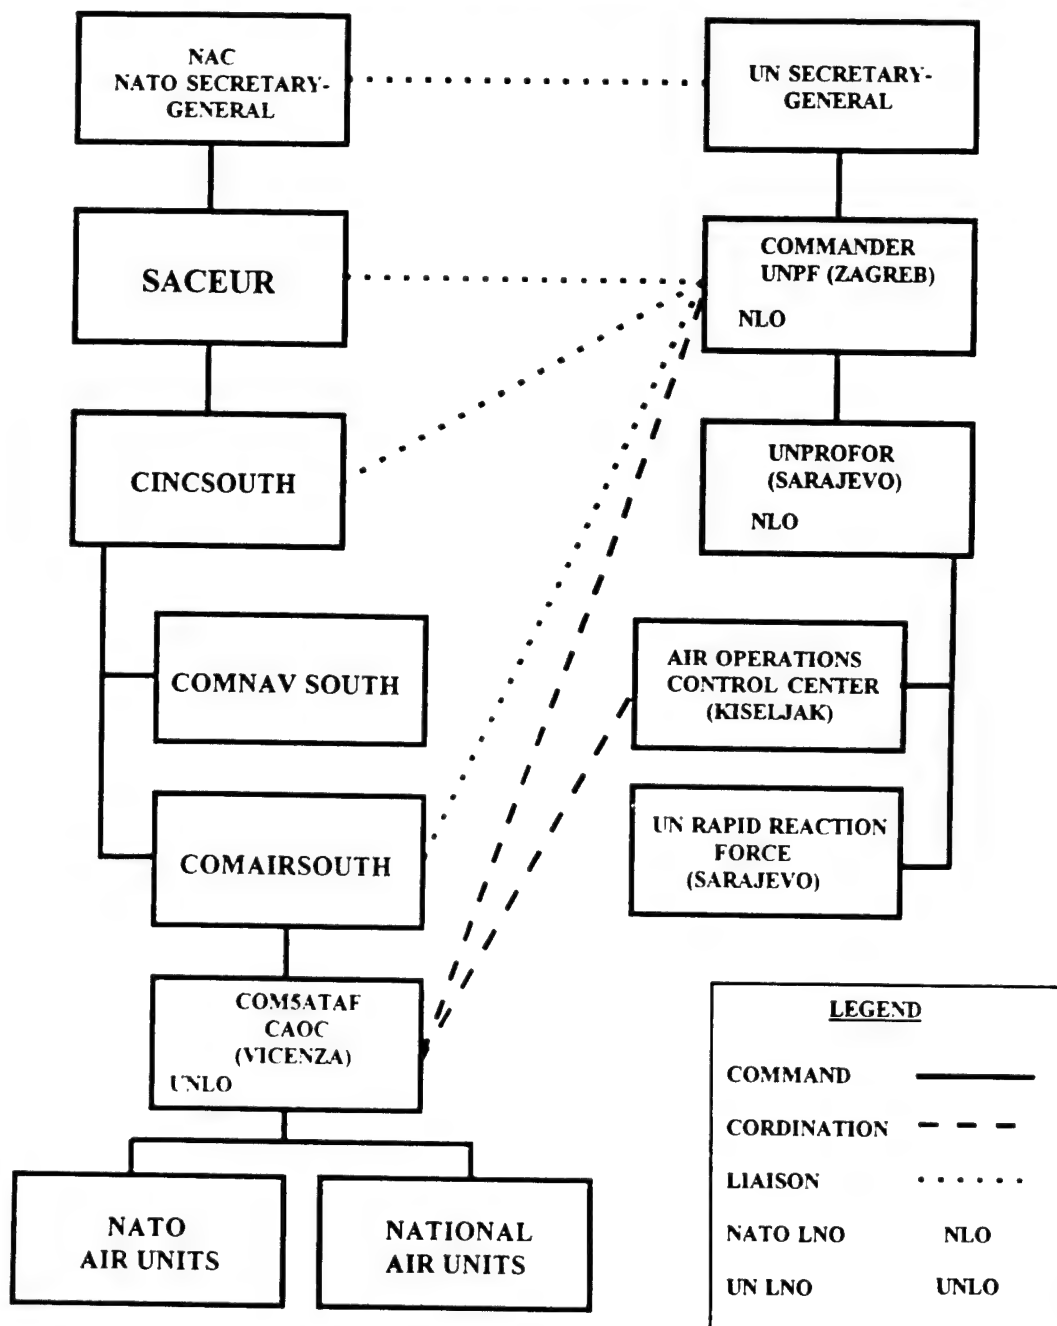 NAC
NATO SECRETARY-
GENERAL
UN SECRETARY-
GENERAL
SACEUR
COMMANDER
UNPF (ZAGREB)
NLO
CINCSOUTH
UNPROFOR
(SARAJEVO)
NLO
COMNAV SOUTH
AIR OPERATIONS
CONTROL CENTER
(KISELJAK)
COMAIRSOUTH
UN RAPID REACTION
FORCE
(SARAJEVO)
COM5ATAF
CAOC
(VICENZA)
UNLO
NATO
AIR UNITS
NATIONAL
AIR UNITS
LEGEND
COMMAND
CORDINATION
LIAISON
NATO LNO NLO
UN LNO UNLO